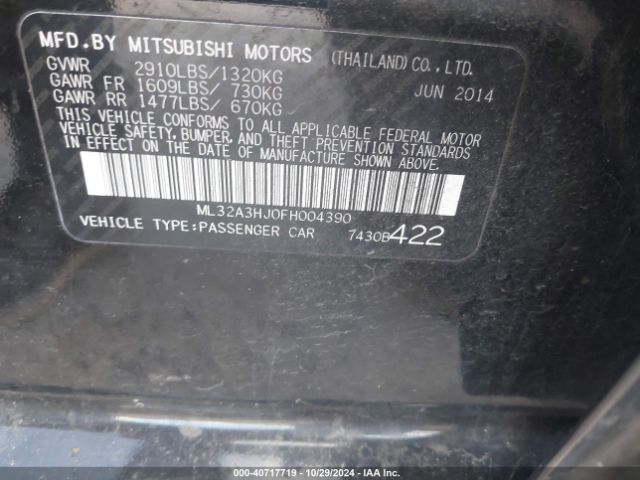 MFD.BY MITSUBISHI MOTORS (THAILAND) CO.,LTD.
GVWR 2910LBS/1320KG
GAWR FR 1609LBS/ 730KG JUN 2014
GAWR RR 1477LBS/ 670KG
THIS VEHICLE CONFORMS TO ALL APPLICABLE FEDERAL MOTOR
VEHICLE SAFETY, BUMPER, AND THEFT PREVENTION STANDARDS
IN EFFECT ON THE DATE OF MANUFACTURE SHOWN ABOVE.
ML32A3HJ0FH004390
VEHICLE TYPE:PASSENGER CAR 7430B422
000-40717719 - 10/29/2024 - IAA Inc.